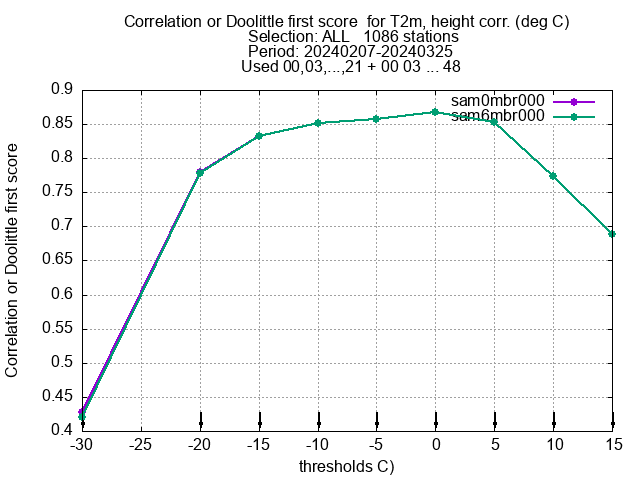 Correlation or Doolittle first score  for T2m, height corr. (deg C)
Selection: ALL   1086 stations
Period: 20240207-20240325
Used 00,03,...,21 + 00 03 ... 48
sam0mbr000
sam6mbr000
Correlation or Doolittle first score
0.9
0.85
0.8
0.75
0.7
0.65
0.6
0.55
0.5
0.45
0.4
-30 -25 -20 -15 -10 -5 0 5 10 15
thresholds C)